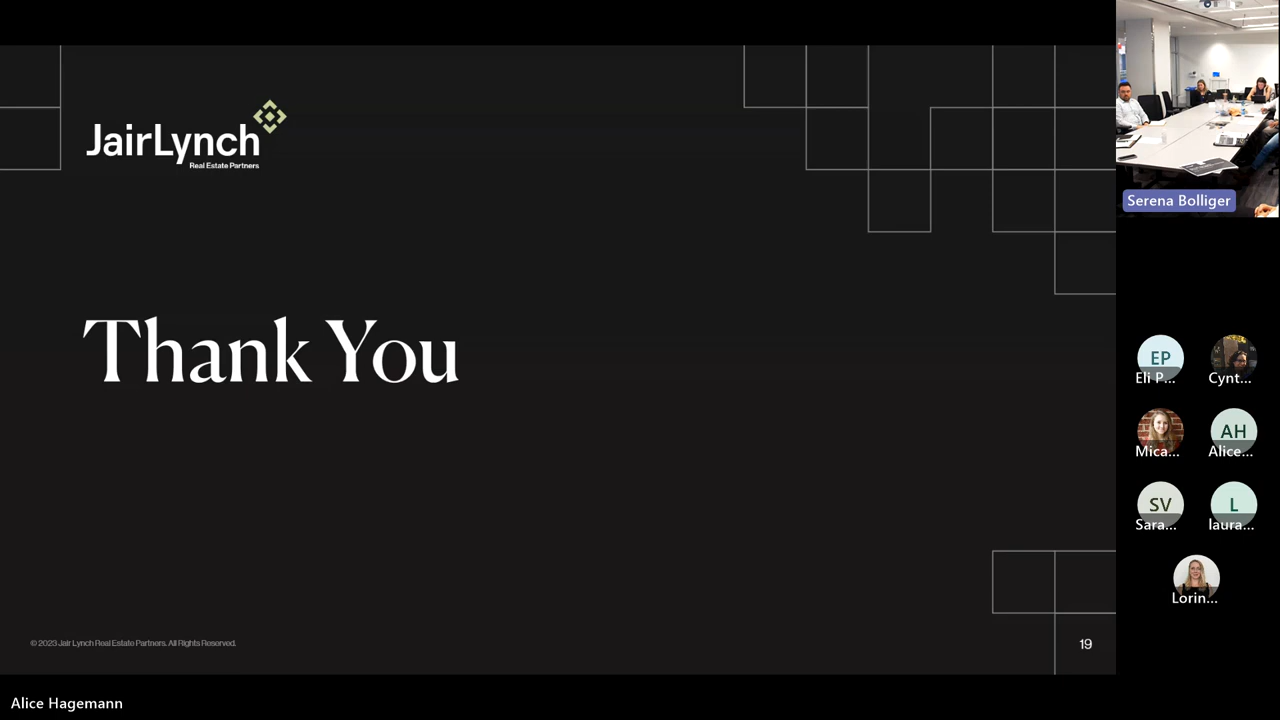 JairLynch
Real Estate Partners
Thank You
© 2023 Jair Lynch Real Estate Partners. All Rights Reserved.
19
Alice Hagemann
Serena Bolliger
EP
Eli P...
Cynt...
Mica...
AH
Alice...
SV
Sara...
L
laura...
Lorin...